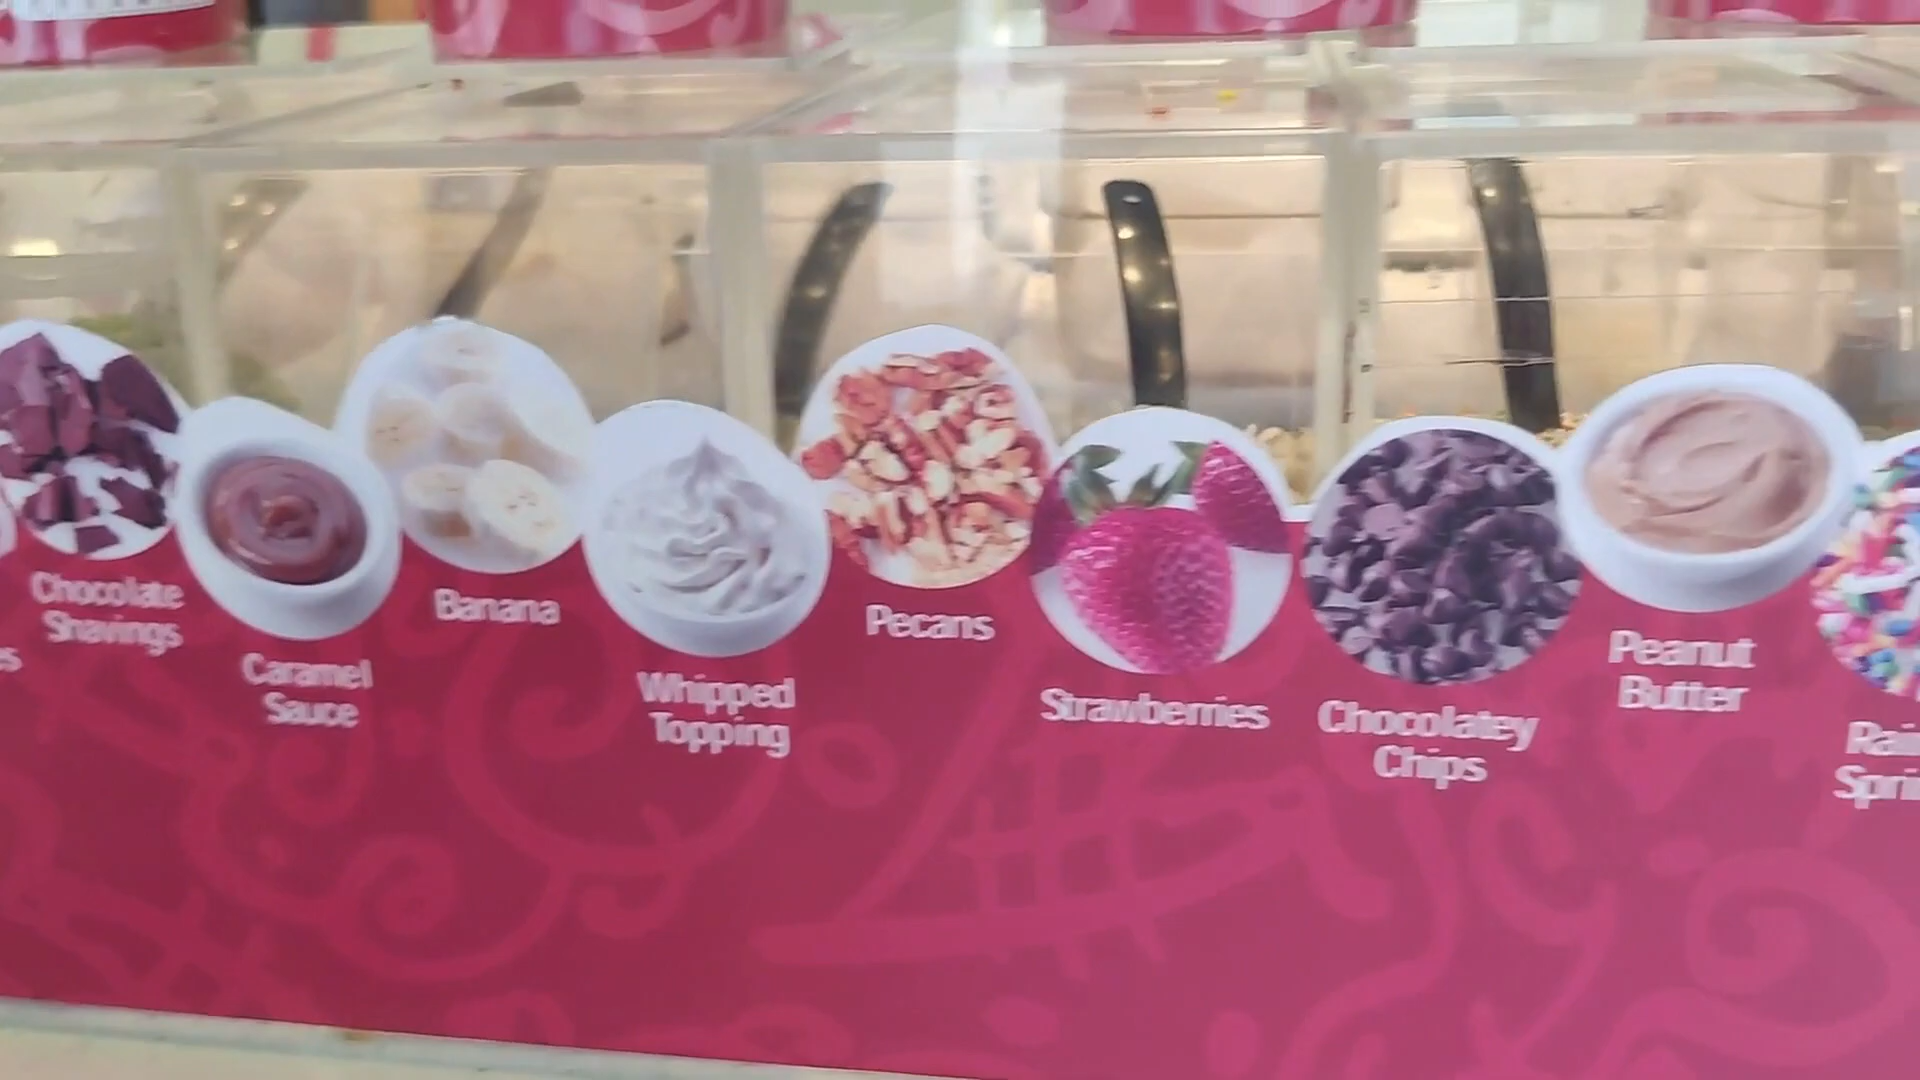 Chocolate
Shavings
Caramel
Sauce
Banana
Whipped
Topping
Pecans
Strawberries
Chocolatey
Chips
Peanut
Butter